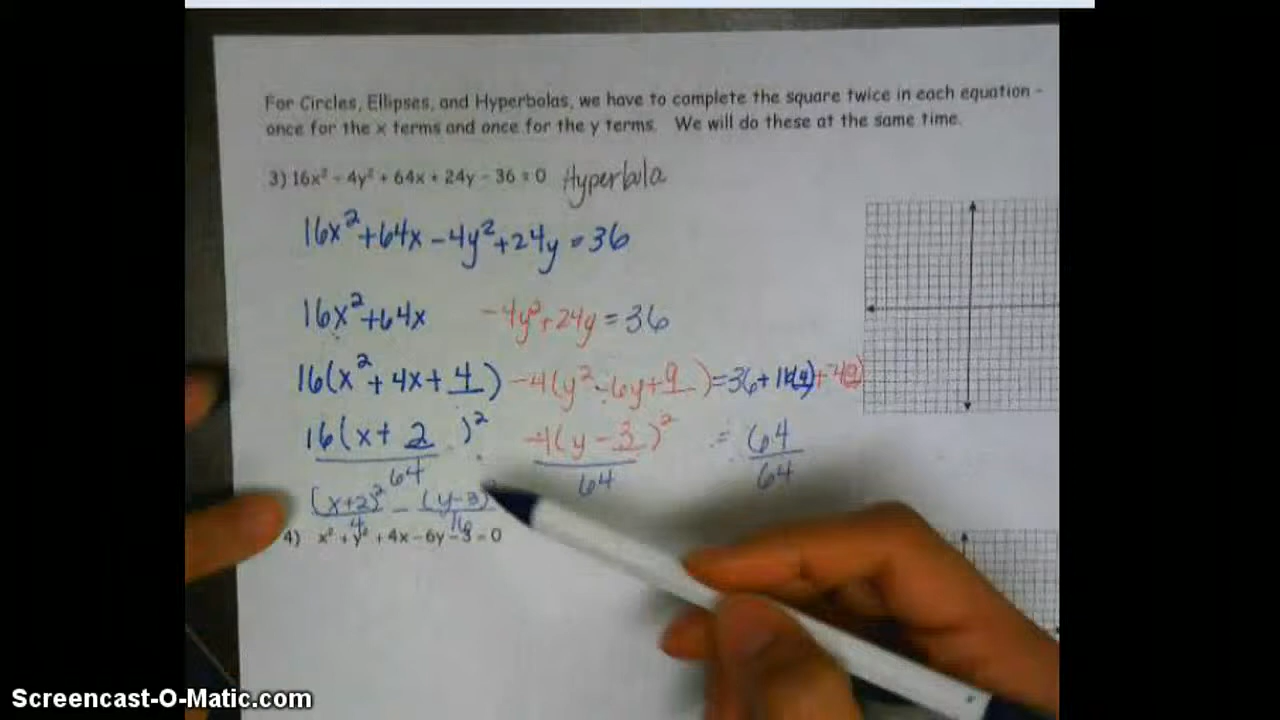 For Circles, Ellipses, and Hyperbolas, we have to complete the square twice in each equation -
once for the x terms and once for the y terms. We will do these at the same time.
3) 16x² - 4y² + 64x + 24y - 36 = 0 Hyperbola
16x²+64x-4y²+24y=36
16x²+64x -4y²+24y=36
16(x²+4x+4) -4(y²-6y+9)=36+16(4)+-4(9)
16(x+2)² -4(y-3)² = 64
64 64 64
(x+2)² - (y-3)
4 16
4) x² + y² + 4x - 6y - 3 = 0
Screencast-O-Matic.com